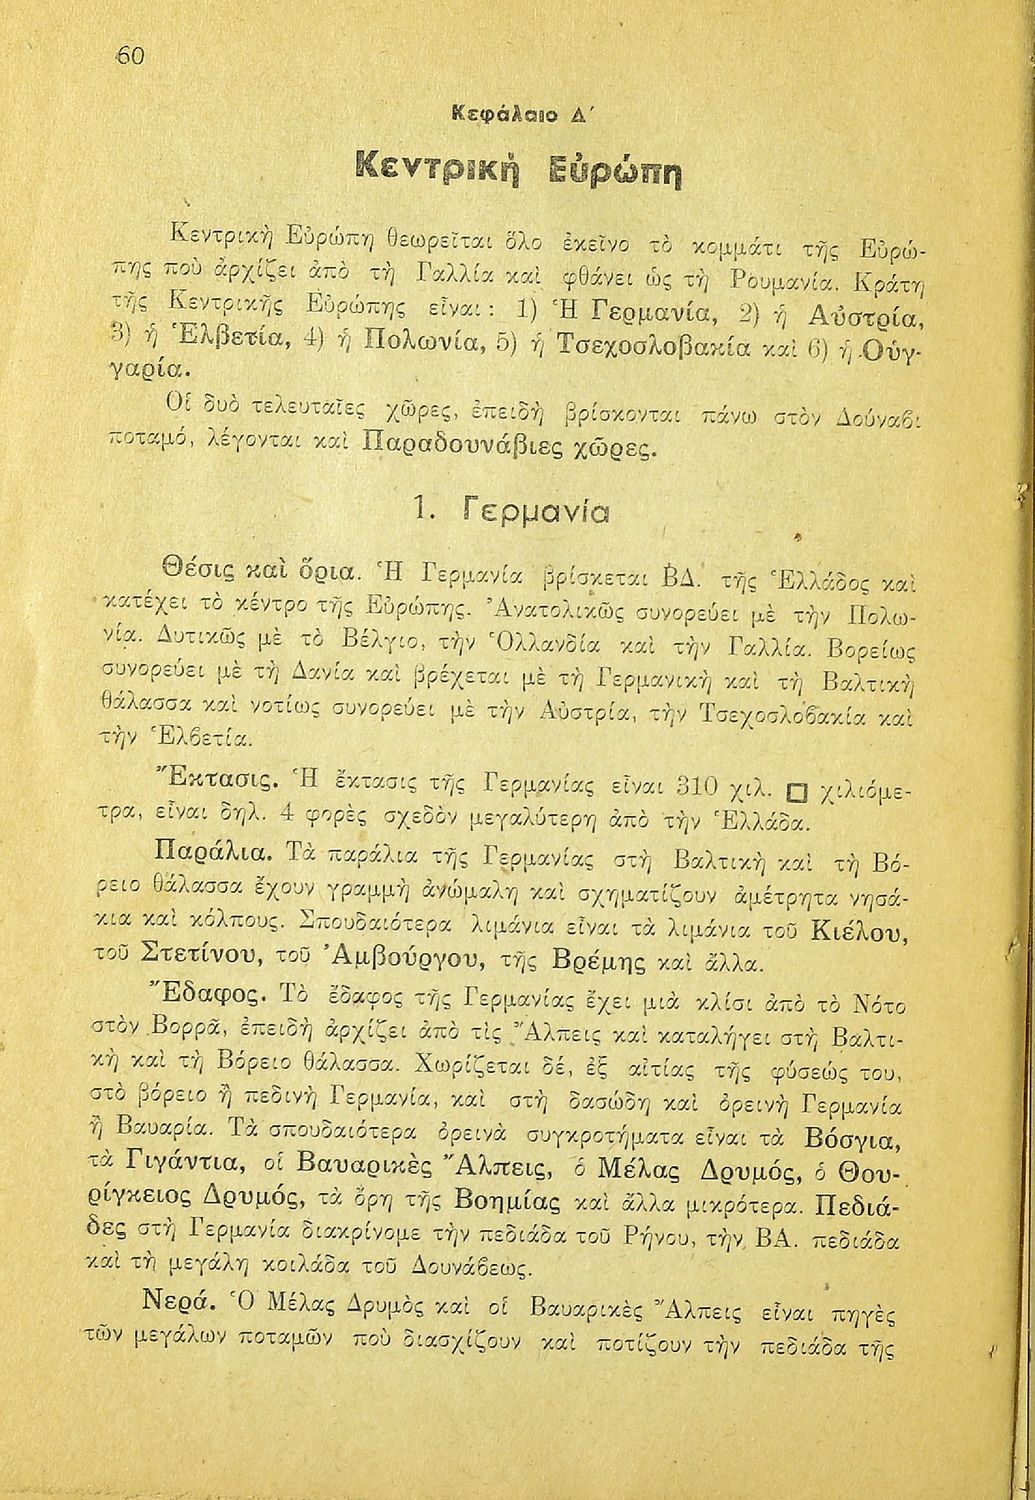 60
Κεφάλαιο Δ΄
Κεντρικὴ Εὐρώπη
Κεντρικὴ Εὐρώπη θεωρεῖται ὅλο ἐκεῖνο τὸ κομμάτι τῆς Εὐρώ-
πης ποὺ ἀρχίζει ἀπὸ τὴ Γαλλία καὶ φθάνει ὡς τὴ Ρουμανία. Κράτη
τῆς Κεντρικῆς Εὐρώπης εἶναι : 1) Ἡ Γερμανία, 2) ἡ Αὐστρία,
3) ἡ Ἑλβετία, 4) ἡ Πολωνία, 5) ἡ Τσεχοσλοβακία καὶ 6) ἡ Οὑγ-
γαρία.
Οἱ δυὸ τελευταῖες χῶρες, ἐπειδὴ βρίσκονται πάνω στὸν Δούναβι
ποταμό, λέγονται καὶ Παραδουνάβιες χῶρες.
1. Γερμανία
Θέσις καὶ ὅρια. Ἡ Γερμανία βρίσκεται ΒΔ. τῆς Ἑλλάδος καὶ
κατέχει τὸ κέντρο τῆς Εὐρώπης. Ἀνατολικῶς συνορεύει μὲ τὴν Πολω-
νία. Δυτικῶς μὲ τὸ Βέλγιο, τὴν Ὁλλανδία καὶ τὴν Γαλλία. Βορείως
συνορεύει μὲ τὴ Δανία καὶ βρέχεται μὲ τὴ Γερμανικὴ καὶ τὴ Βαλτικὴ
θάλασσα καὶ νοτίως συνορεύει μὲ τὴν Αὐστρία, τὴν Τσεχοσλοβακία καὶ
τὴν Ἑλβετία.
Ἔκτασις. Ἡ ἔκτασις τῆς Γερμανίας εἶναι 310 χιλ. □ χιλιόμε-
τρα, εἶναι δηλ. 4 φορὲς σχεδὸν μεγαλύτερη ἀπὸ τὴν Ἑλλάδα.
Παράλια. Τὰ παράλια τῆς Γερμανίας στὴ Βαλτικὴ καὶ τὴ Βό-
ρειο θάλασσα ἔχουν γραμμὴ ἀνώμαλη καὶ σχηματίζουν ἀμέτρητα νησά-
κια καὶ κόλπους. Σπουδαιότερα λιμάνια εἶναι τὰ λιμάνια τοῦ Κιέλου,
τοῦ Στετίνου, τοῦ Ἀμβούργου, τῆς Βρέμης καὶ ἄλλα.
Ἔδαφος. Τὸ ἔδαφος τῆς Γερμανίας ἔχει μιὰ κλίσι ἀπὸ τὸ Νότο
στὸν Βορρᾶ, ἐπειδὴ ἀρχίζει ἀπὸ τὶς Ἄλπεις καὶ καταλήγει στὴ Βαλτι-
κὴ καὶ τὴ Βόρειο θάλασσα. Χωρίζεται δέ, ἐξ αἰτίας τῆς φύσεώς του,
στὸ βόρειο ἢ πεδινὴ Γερμανία, καὶ στὴ δασώδη καὶ ὀρεινὴ Γερμανία
ἢ Βαυαρία. Τὰ σπουδαιότερα ὀρεινὰ συγκροτήματα εἶναι τὰ Βόσγια,
τὰ Γιγάντια, οἱ Βαυαρικὲς Ἄλπεις, ὁ Μέλας Δρυμός, ὁ Θου-
ρίγκειος Δρυμός, τὰ ὄρη τῆς Βοημίας καὶ ἄλλα μικρότερα. Πεδιά-
δες στὴ Γερμανία διακρίνομε τὴν πεδιάδα τοῦ Ρήνου, τὴν ΒΑ. πεδιάδα
καὶ τὴ μεγάλη κοιλάδα τοῦ Δουνάβεως.
Νερά. Ὁ Μέλας Δρυμὸς καὶ οἱ Βαυαρικὲς Ἄλπεις εἶναι πηγὲς
τῶν μεγάλων ποταμῶν ποὺ διασχίζουν καὶ ποτίζουν τὴν πεδιάδα τῆς